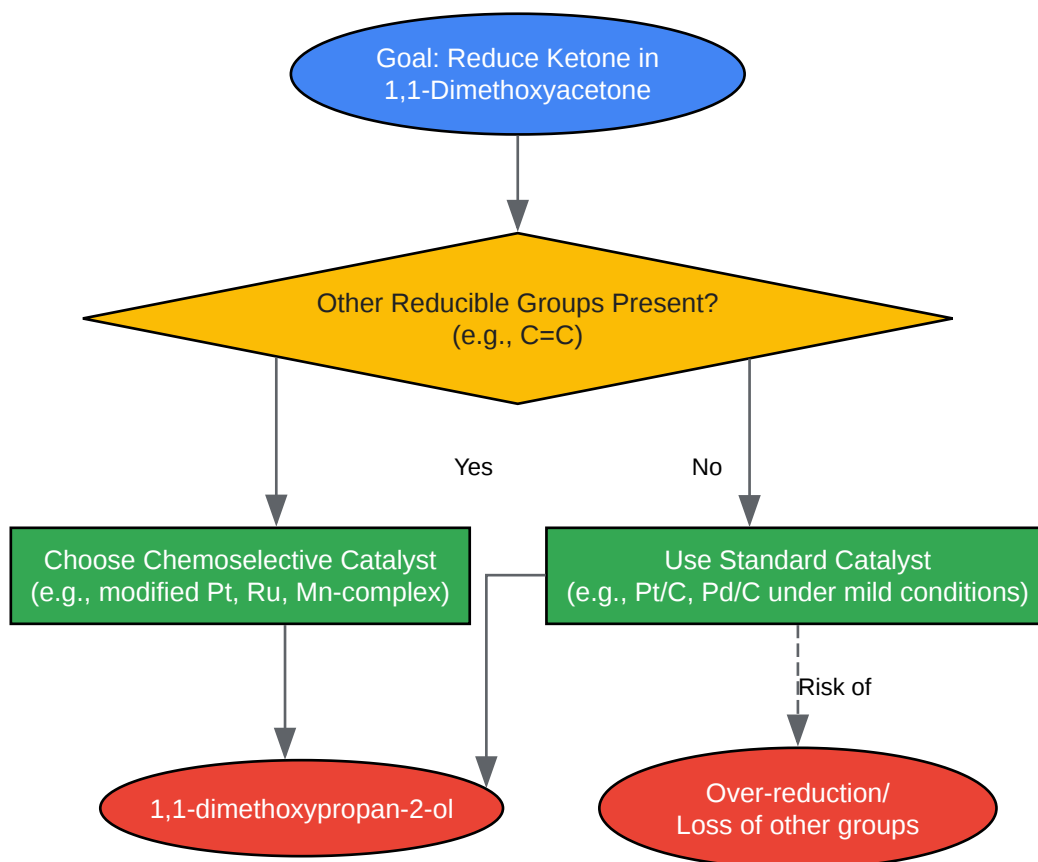 Goal: Reduce Ketone in
1,1-Dimethoxyacetone
Other Reducible Groups Present?
(e.g., C=C)
Yes
No
Choose Chemoselective Catalyst
(e.g., modified Pt, Ru, Mn-complex)
Use Standard Catalyst
(e.g., Pt/C, Pd/C under mild conditions)
Risk of
1,1-dimethoxypropan-2-ol
Over-reduction/
Loss of other groups